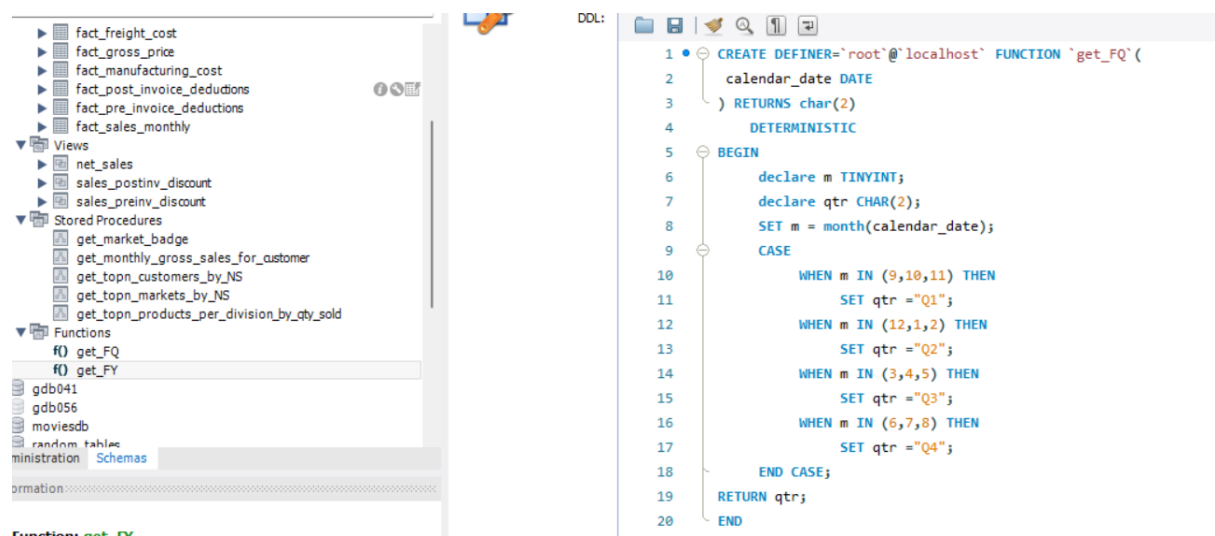 fact_freight_cost
fact_gross_price
fact_manufacturing_cost
fact_post_invoice_deductions
fact_pre_invoice_deductions
fact_sales_monthly
Views
net_sales
sales_postinv_discount
sales_preinv_discount
Stored Procedures
get_market_badge
get_monthly_gross_sales_for_customer
get_topn_customers_by_NS
get_topn_markets_by_NS
get_topn_products_per_division_by_qty_sold
Functions
f() get_FQ
f() get_FY
gdb041
gdb056
moviesdb
random_tables
ministration Schemas
ormation
Function: get_FY
DDL:
1 CREATE DEFINER=`root`@`localhost` FUNCTION `get_FQ`(
2 calendar_date DATE
3 ) RETURNS char(2)
4 DETERMINISTIC
5 BEGIN
6 declare m TINYINT;
7 declare qtr CHAR(2);
8 SET m = month(calendar_date);
9 CASE
10 WHEN m IN (9,10,11) THEN
11 SET qtr ="Q1";
12 WHEN m IN (12,1,2) THEN
13 SET qtr ="Q2";
14 WHEN m IN (3,4,5) THEN
15 SET qtr ="Q3";
16 WHEN m IN (6,7,8) THEN
17 SET qtr ="Q4";
18 END CASE;
19 RETURN qtr;
20 END